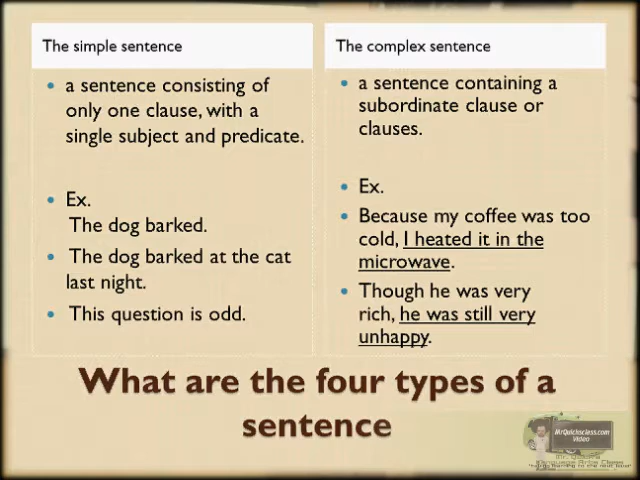 The simple sentence
a sentence consisting of
only one clause, with a
single subject and predicate.
Ex.
The dog barked.
The dog barked at the cat
last night.
This question is odd.
The complex sentence
a sentence containing a
subordinate clause or
clauses.
Ex.
Because my coffee was too
cold, I heated it in the
microwave.
Though he was very
rich, he was still very
unhappy.
What are the four types of a
sentence
MrQuicksclass.com
Video